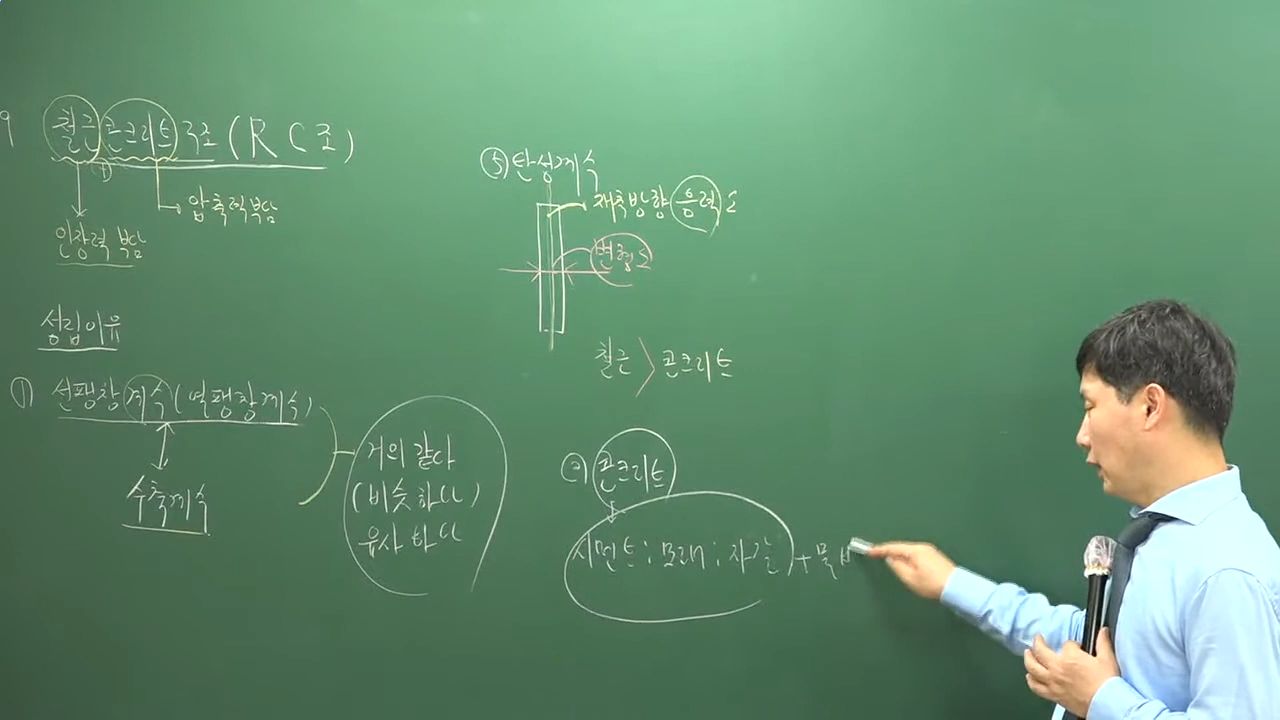 9 철근콘크리트구조(RC조)
인장력 부담
압축력부담
성립이유
① 선팽창계수(열팽창계수)
수축계수
거의 같다
(비슷하다)
유사하다
⑤탄성계수
재축방향응력도
변형도
철근 > 콘크리트
②콘크리트
시멘트:모래:자갈 + 물